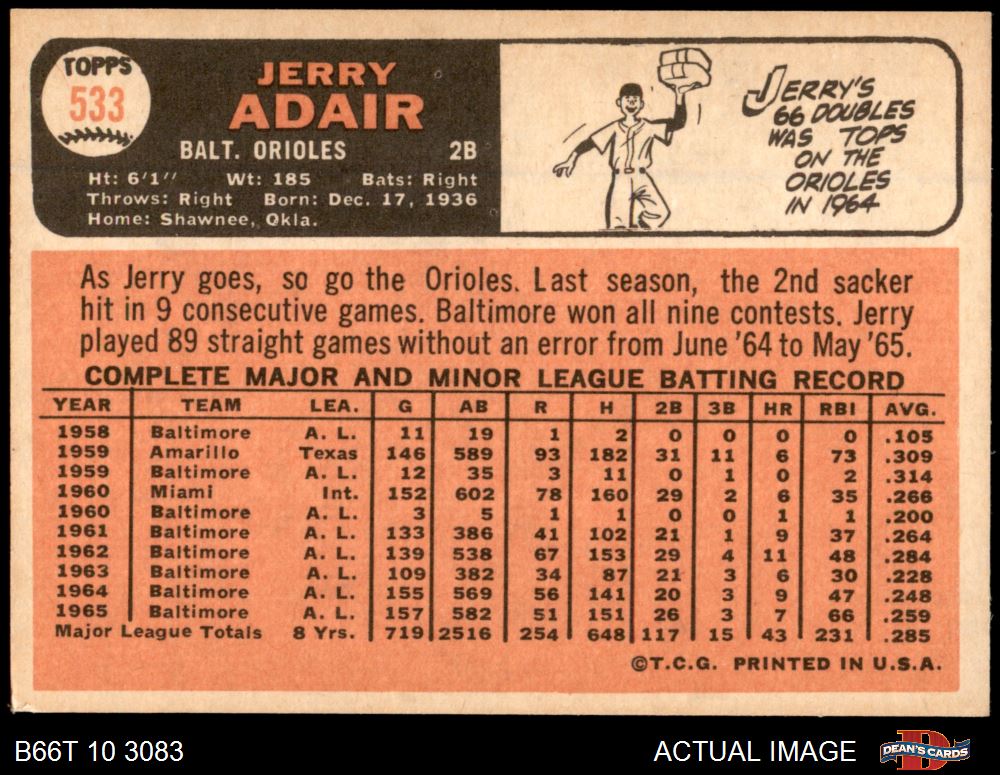 TOPPS
533
JERRY
ADAIR
BALT. ORIOLES 2B
Ht: 6'1'' Wt: 185 Bats: Right
Throws: Right Born: Dec. 17, 1936
Home: Shawnee, Okla.
JERRY'S
66 DOUBLES
WAS TOPS
ON THE
ORIOLES
IN 1964
As Jerry goes, so go the Orioles. Last season, the 2nd sacker
hit in 9 consecutive games. Baltimore won all nine contests. Jerry
played 89 straight games without an error from June '64 to May '65.
COMPLETE MAJOR AND MINOR LEAGUE BATTING RECORD
YEAR TEAM LEA. G AB R H 2B 3B HR RBI AVG.
1958 Baltimore A. L. 11 19 1 2 0 0 0 0 .105
1959 Amarillo Texas 146 589 93 182 31 11 6 73 .309
1959 Baltimore A. L. 12 35 3 11 0 1 0 2 .314
1960 Miami Int. 152 602 78 160 29 2 6 35 .266
1960 Baltimore A. L. 3 5 1 1 0 0 1 1 .200
1961 Baltimore A. L. 133 386 41 102 21 1 9 37 .264
1962 Baltimore A. L. 139 538 67 153 29 4 11 48 .284
1963 Baltimore A. L. 109 382 34 87 21 3 6 30 .228
1964 Baltimore A. L. 155 569 56 141 20 3 9 47 .248
1965 Baltimore A. L. 157 582 51 151 26 3 7 66 .259
Major League Totals 8 Yrs. 719 2516 254 648 117 15 43 231 .285
©T.C.G. PRINTED IN U.S.A.
B66T 10 3083 ACTUAL IMAGE DEAN'S CARDS